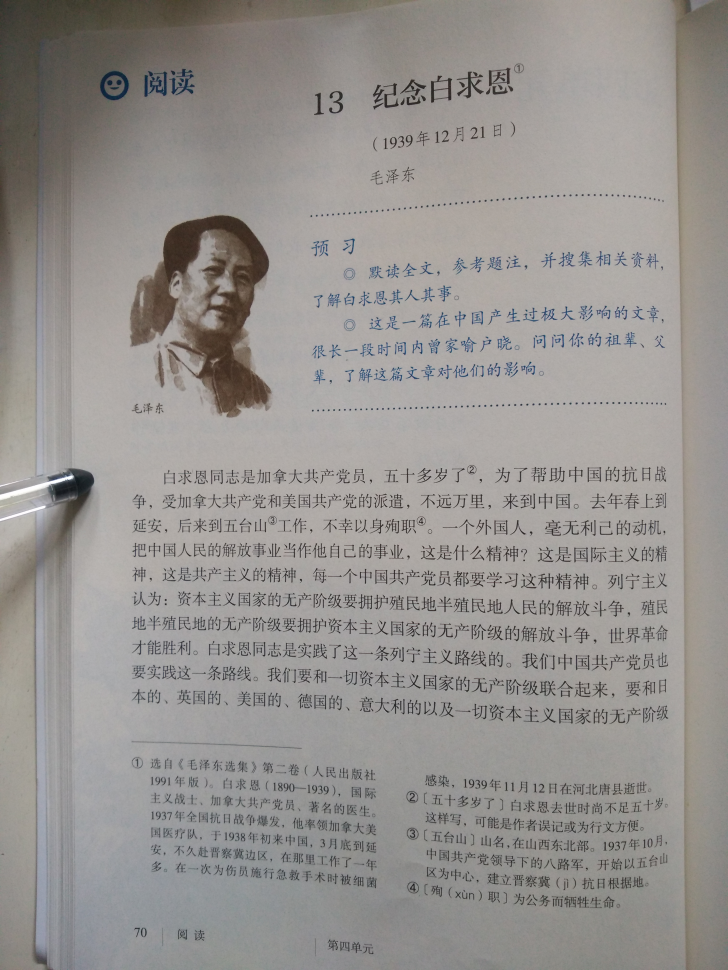 阅读
13 纪念白求恩①
（1939年12月21日）
毛泽东
预习
◎ 默读全文，参考题注，并搜集相关资料，
了解白求恩其人其事。
◎ 这是一篇在中国产生过极大影响的文章，
很长一段时间内曾家喻户晓。问问你的祖辈、父
辈，了解这篇文章对他们的影响。
毛泽东
白求恩同志是加拿大共产党员，五十多岁了②，为了帮助中国的抗日战
争，受加拿大共产党和美国共产党的派遣，不远万里，来到中国。去年春上到
延安，后来到五台山③工作，不幸以身殉职④。一个外国人，毫无利己的动机，
把中国人民的解放事业当作他自己的事业，这是什么精神？这是国际主义的精
神，这是共产主义的精神，每一个中国共产党员都要学习这种精神。列宁主义
认为：资本主义国家的无产阶级要拥护殖民地半殖民地人民的解放斗争，殖民
地半殖民地的无产阶级要拥护资本主义国家的无产阶级的解放斗争，世界革命
才能胜利。白求恩同志是实践了这一条列宁主义路线的。我们中国共产党员也
要实践这一条路线。我们要和一切资本主义国家的无产阶级联合起来，要和日
本的、英国的、美国的、德国的、意大利的以及一切资本主义国家的无产阶级
① 选自《毛泽东选集》第二卷（人民出版社
1991年版）。白求恩（1890—1939），国际
主义战士、加拿大共产党员、著名的医生。
1937年全国抗日战争爆发，他率领加拿大美
国医疗队，于1938年初来中国，3月底到延
安，不久赴晋察冀边区，在那里工作了一年
多。在一次为伤员施行急救手术时被细菌
感染，1939年11月12日在河北唐县逝世。
②〔五十多岁了〕白求恩去世时尚不足五十岁。
这样写，可能是作者误记或为行文方便。
③〔五台山〕山名，在山西东北部。1937年10月，
中国共产党领导下的八路军，开始以五台山
区为中心，建立晋察冀（jì）抗日根据地。
④〔殉（xùn）职〕为公务而牺牲生命。
70 阅读
第四单元